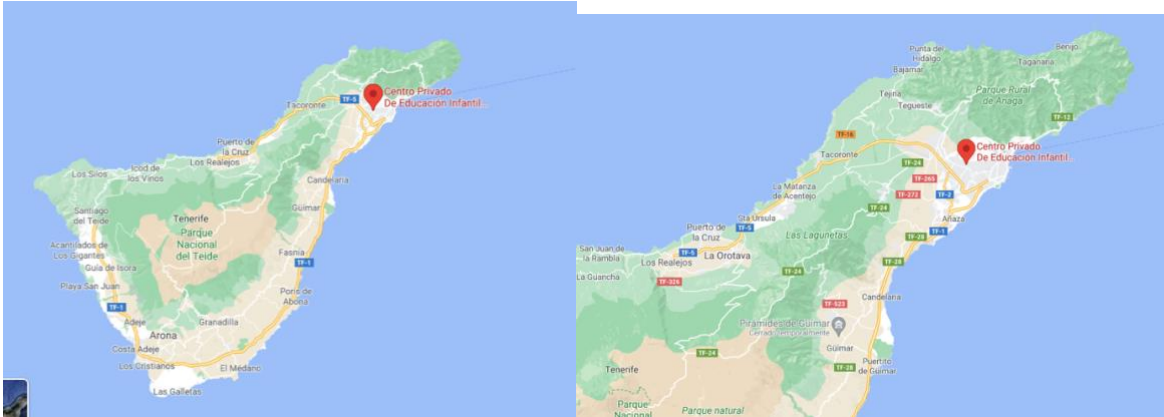 Centro Privado
De Educación Infantil...
TF-5
Tacoronte
Puerto de
la Cruz
Los Realejos
Icod de
los Vinos
Los Silos
Candelaria
Santiago
del Teide
Tenerife
Güímar
Parque
Nacional
del Teide
Acantilados de
Los Gigantes
Fasnia
Guía de Isora
TF-1
Playa San Juan
Porís de
Abona
TF-1
Adeje
Granadilla
Arona
Costa Adeje
Los Cristianos
El Médano
Las Galletas
Punta del
Hidalgo
Benijo
Bajamar
Taganana
Tejina
Parque Rural
de Anaga
Tegueste
TF-12
TF-16
Centro Privado
De Educación Infantil...
Tacoronte
TF-24
TF-265
La Matanza
de Acentejo
TF-272
TF-2
TF-24
Añaza
Sta Úrsula
Puerto de
la Cruz
TF-5
TF-1
Las Lagunetas
TF-28
San Juan de
la Rambla
TF-5
La Orotava
Los Realejos
TF-28
La Guancha
TF-24
TF-325
Candelaria
TF-523
Pirámides de Güímar
Cerrado temporalmente
Güímar
TF-24
Puertito
de Güímar
TF-28
Tenerife
Parque
Nacional
Parque natural